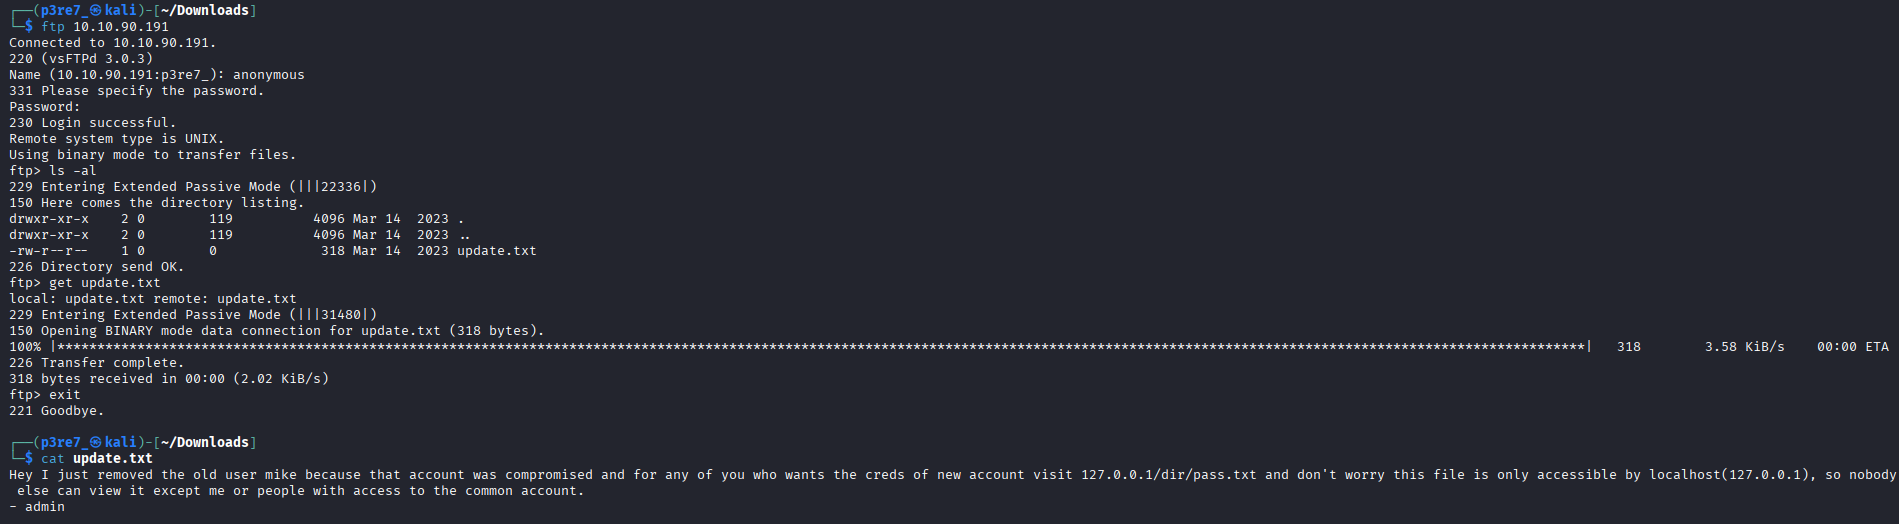 ┌──(p3re7_㉿kali)-[~/Downloads]
└─$ ftp 10.10.90.191
Connected to 10.10.90.191.
220 (vsFTPd 3.0.3)
Name (10.10.90.191:p3re7_): anonymous
331 Please specify the password.
Password:
230 Login successful.
Remote system type is UNIX.
Using binary mode to transfer files.
ftp> ls -al
229 Entering Extended Passive Mode (|||22336|)
150 Here comes the directory listing.
drwxr-xr-x    2 0        119          4096 Mar 14  2023 .
drwxr-xr-x    2 0        119          4096 Mar 14  2023 ..
-rw-r--r--    1 0        0             318 Mar 14  2023 update.txt
226 Directory send OK.
ftp> get update.txt
local: update.txt remote: update.txt
229 Entering Extended Passive Mode (|||31480|)
150 Opening BINARY mode data connection for update.txt (318 bytes).
100% |***********************************************************************************************************************************************************************************************|   318        3.58 KiB/s    00:00 ETA
226 Transfer complete.
318 bytes received in 00:00 (2.02 KiB/s)
ftp> exit
221 Goodbye.
┌──(p3re7_㉿kali)-[~/Downloads]
└─$ cat update.txt
Hey I just removed the old user mike because that account was compromised and for any of you who wants the creds of new account visit 127.0.0.1/dir/pass.txt and don't worry this file is only accessible by localhost(127.0.0.1), so nobody
 else can view it except me or people with access to the common account.
- admin